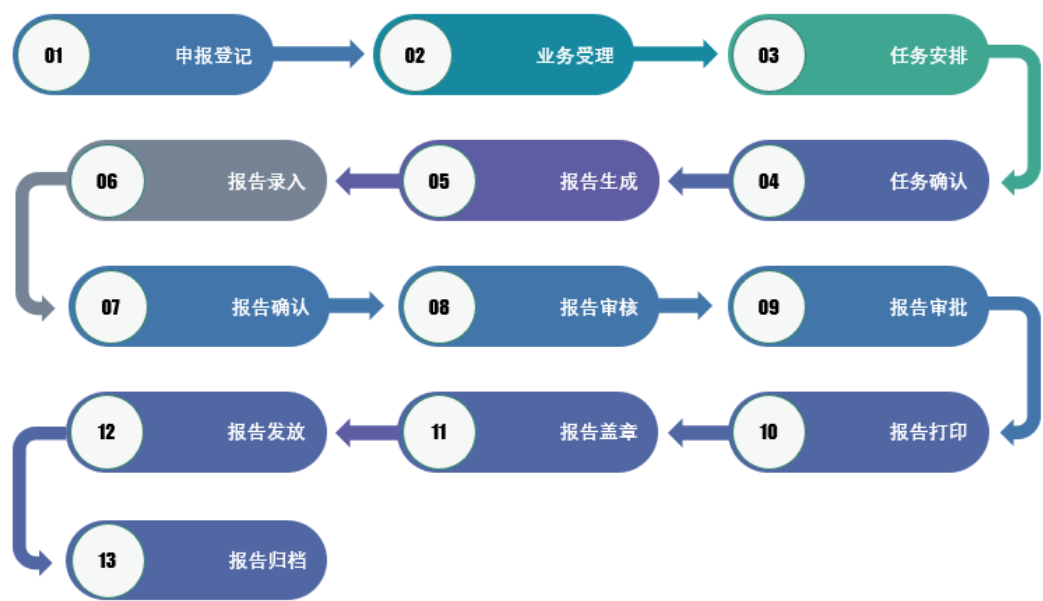 01 申报登记
02 业务受理
03 任务安排
04 任务确认
05 报告生成
06 报告录入
07 报告确认
08 报告审核
09 报告审批
10 报告打印
11 报告盖章
12 报告发放
13 报告归档